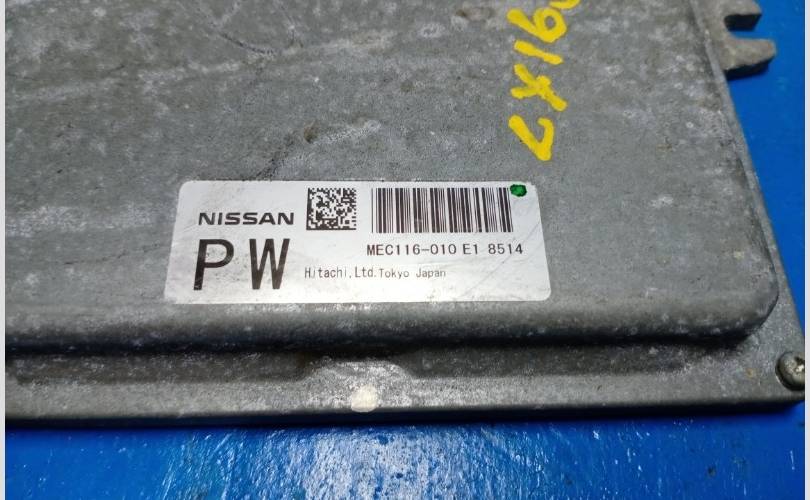 NISSAN
PW
MEC116-010 E1 8514
Hitachi,Ltd.Tokyo Japan